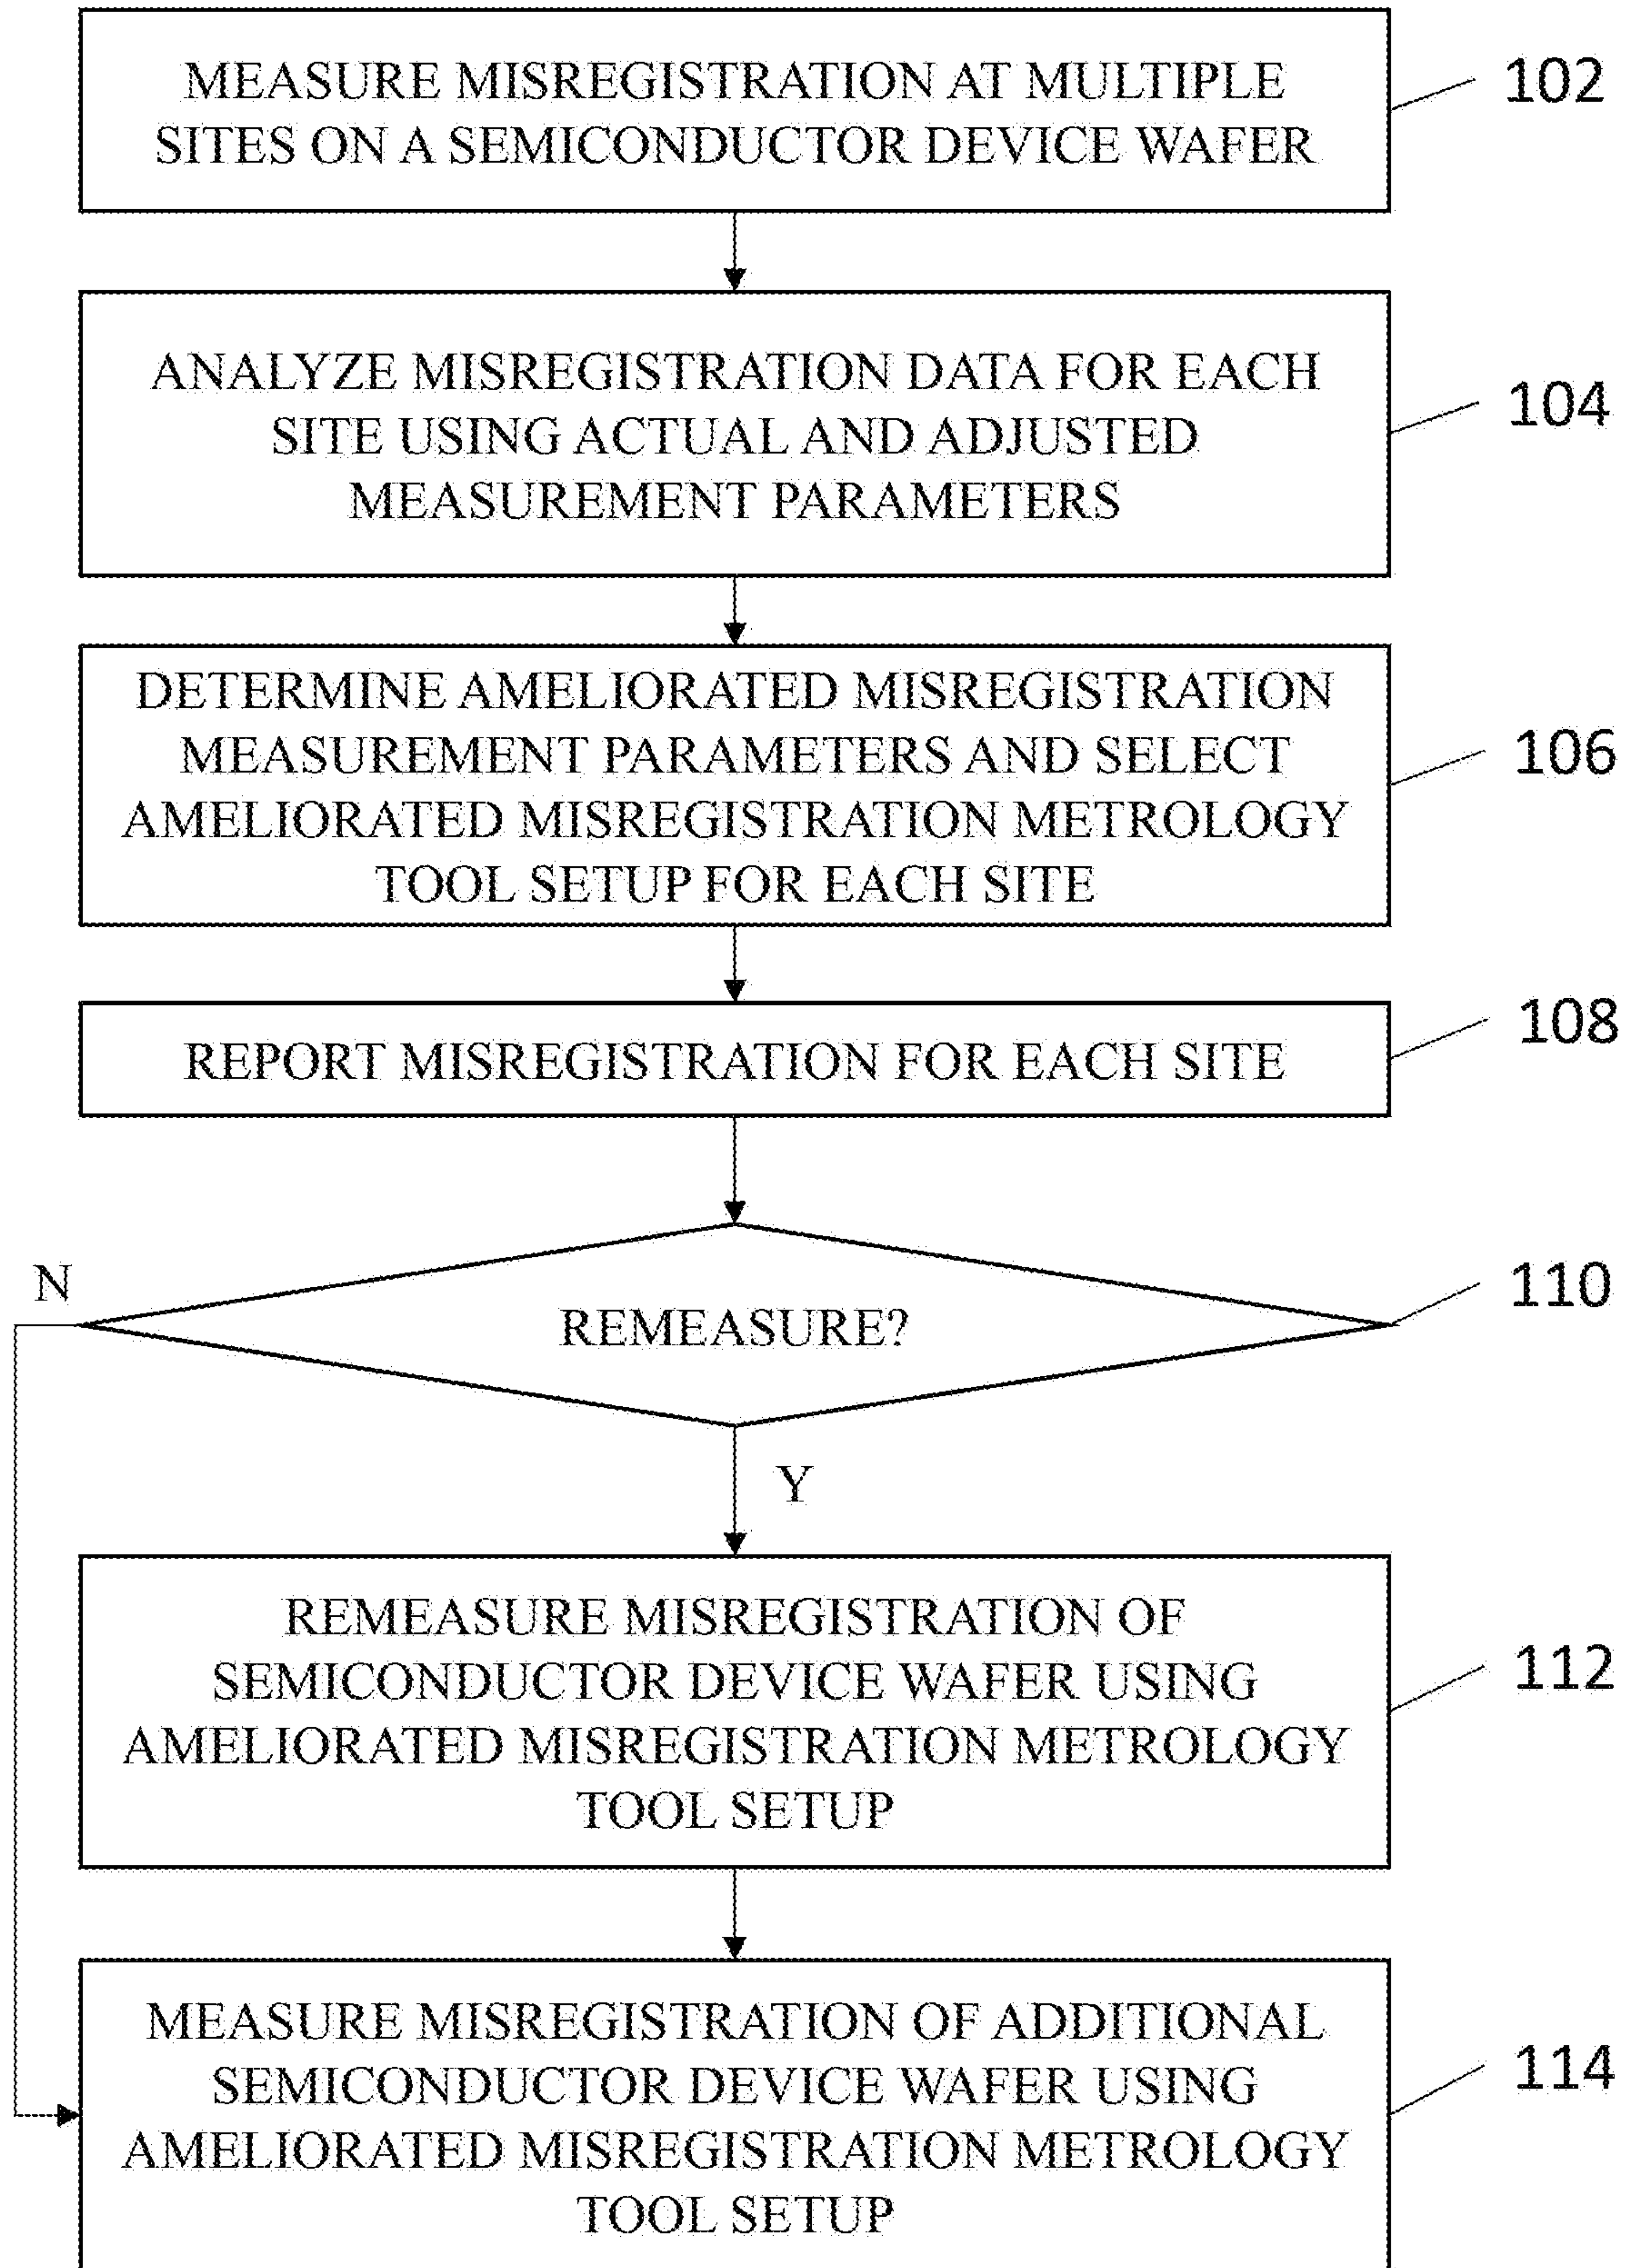 MEASURE MISREGISTRATION AT MULTIPLE
SITES ON A SEMICONDUCTOR DEVICE WAFER
102
ANALYZE MISREGISTRATION DATA FOR EACH
SITE USING ACTUAL AND ADJUSTED
MEASUREMENT PARAMETERS
104
DETERMINE AMELIORATED MISREGISTRATION
MEASUREMENT PARAMETERS AND SELECT
AMELIORATED MISREGISTRATION METROLOGY
TOOL SETUP FOR EACH SITE
106
REPORT MISREGISTRATION FOR EACH SITE
108
N
REMEASURE?
110
Y
REMEASURE MISREGISTRATION OF
SEMICONDUCTOR DEVICE WAFER USING
AMELIORATED MISREGISTRATION METROLOGY
TOOL SETUP
112
MEASURE MISREGISTRATION OF ADDITIONAL
SEMICONDUCTOR DEVICE WAFER USING
AMELIORATED MISREGISTRATION METROLOGY
TOOL SETUP
114